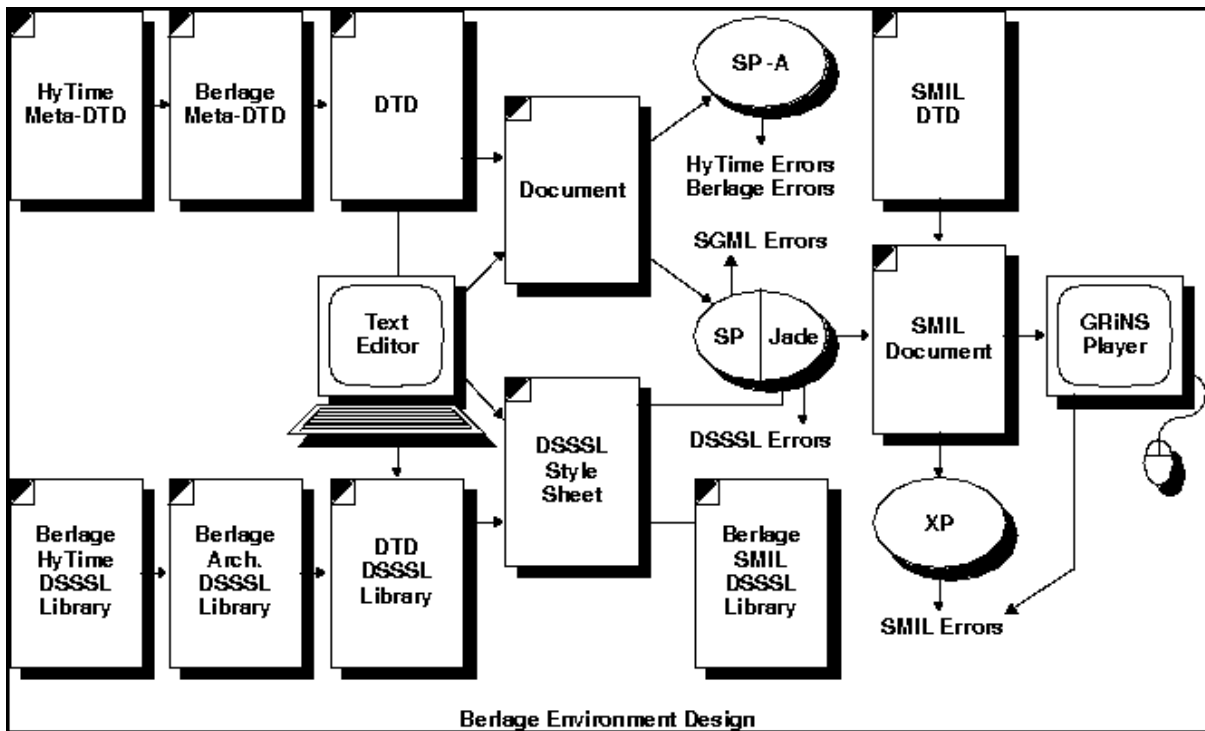 HyTime
Meta-DTD
Berlage
Meta-DTD
DTD
Document
SP-A
HyTime Errors
Berlage Errors
SMIL
DTD
SGML Errors
Text
Editor
SP
Jade
SMIL
Document
GRiNS
Player
DSSSL Errors
DSSSL
Style
Sheet
Berlage
HyTime
DSSSL
Library
Berlage
Arch.
DSSSL
Library
DTD
DSSSL
Library
Berlage
SMIL
DSSSL
Library
XP
SMIL Errors
Berlage Environment Design